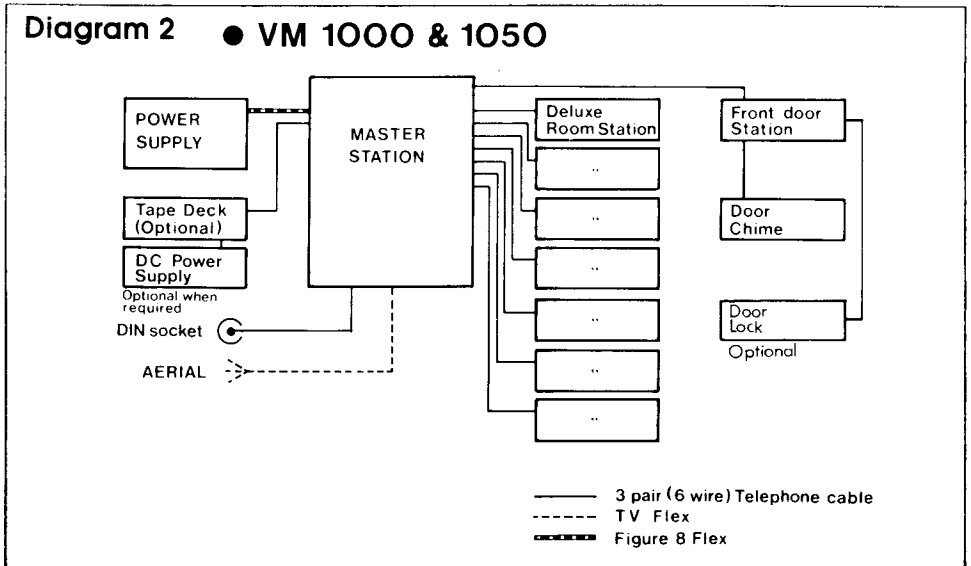 Diagram 2 ● VM 1000 & 1050
POWER
SUPPLY
MASTER
STATION
Deluxe
Room Station
Front door
Station
,,
Tape Deck
(Optional)
,,
Door
Chime
DC Power
Supply
,,
Optional when
required
DIN socket
,,
Door
Lock
Optional
AERIAL
,,
,,
3 pair (6 wire) Telephone cable
TV Flex
Figure 8 Flex